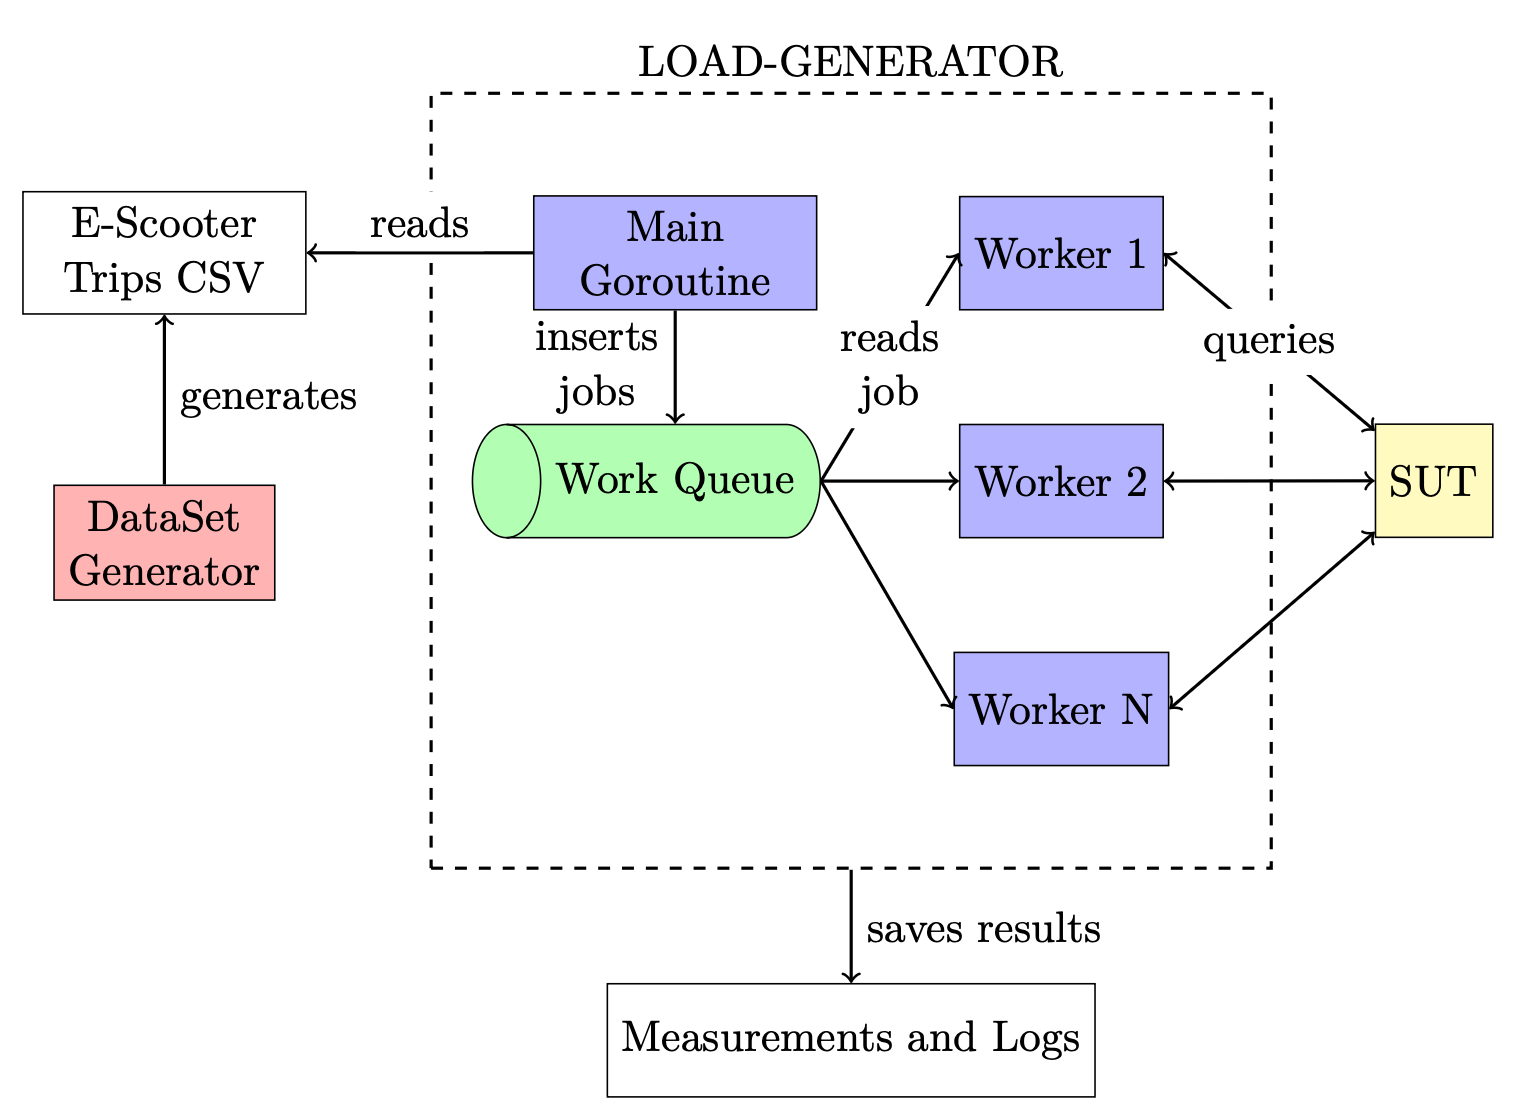 LOAD-GENERATOR
E-Scooter
Trips CSV
reads
Main
Goroutine
Worker 1
inserts
jobs
reads
job
queries
generates
Work Queue
Worker 2
SUT
DataSet
Generator
Worker N
saves results
Measurements and Logs